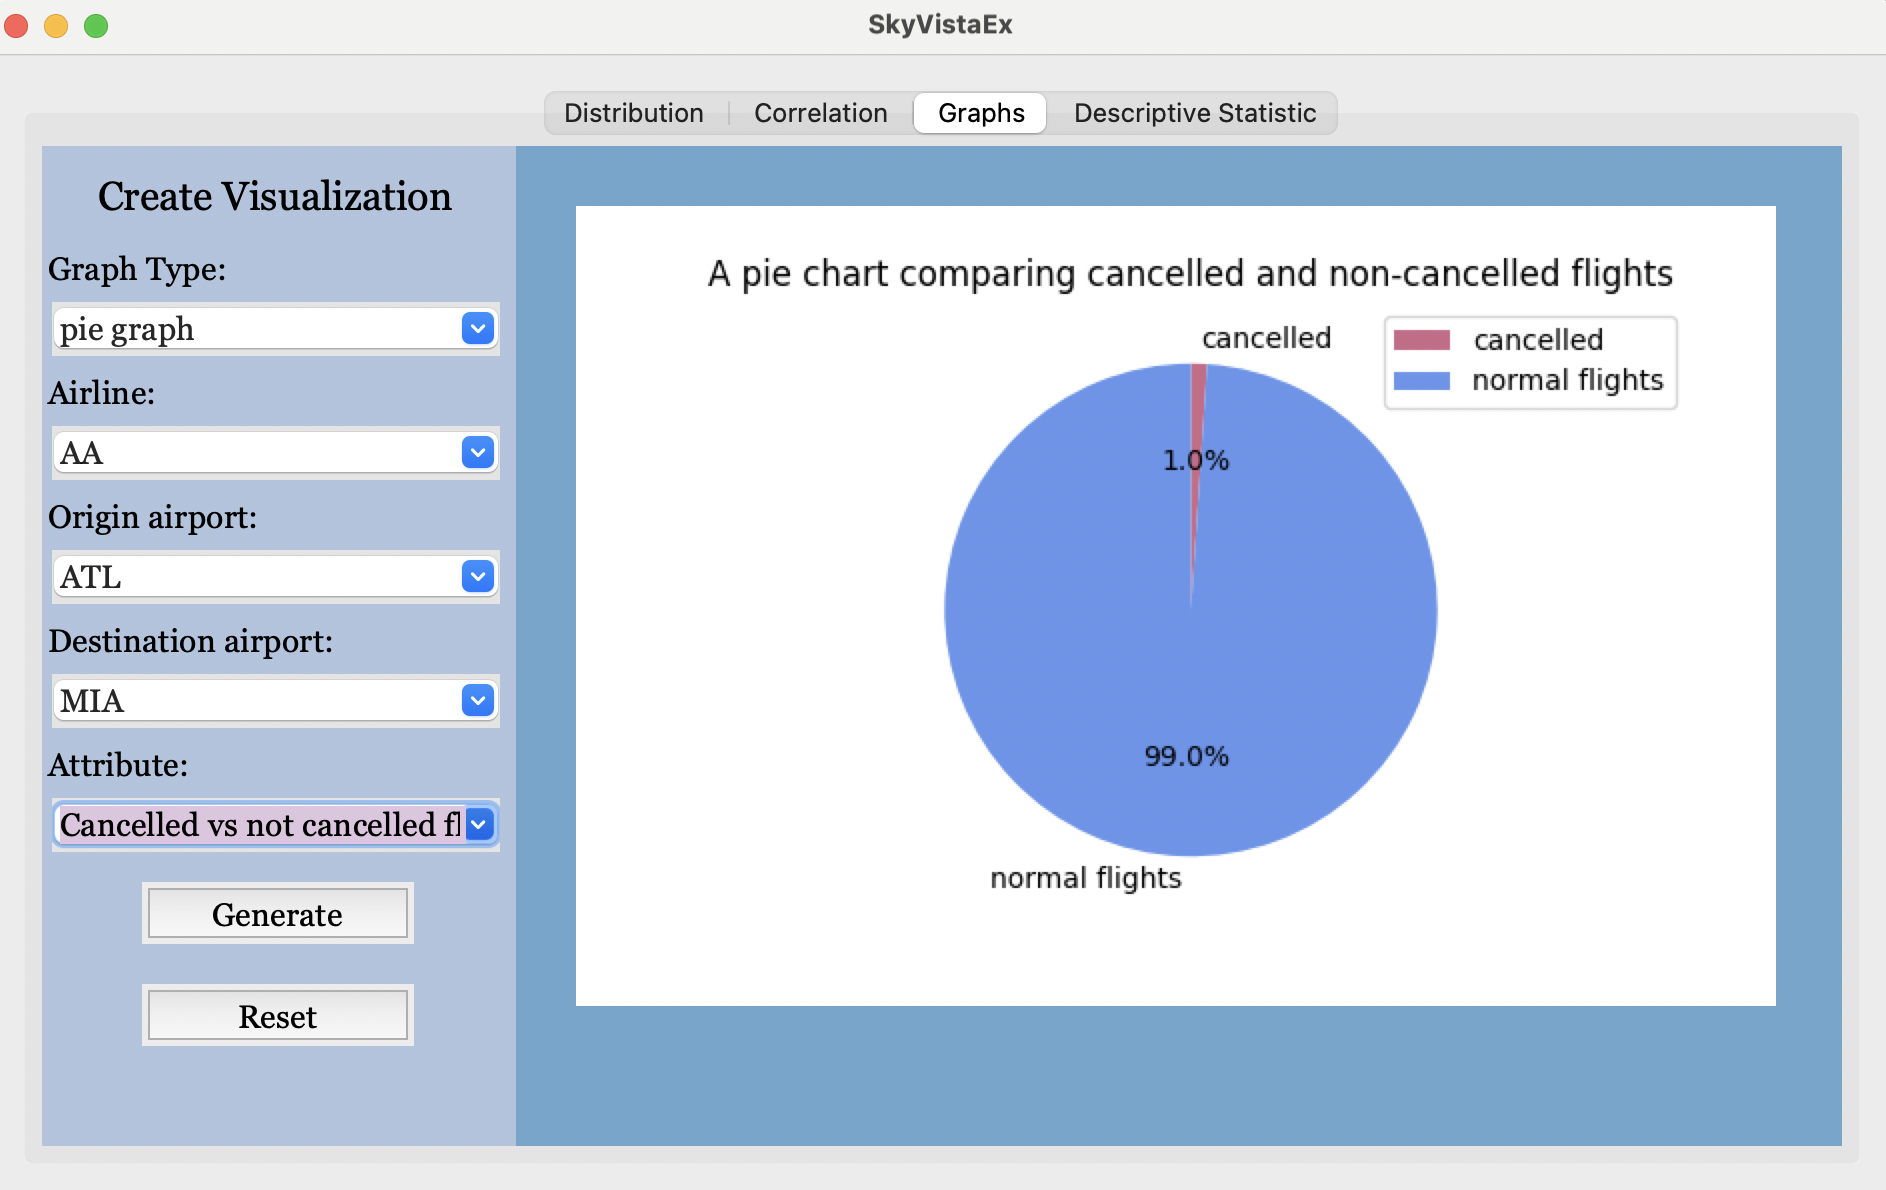 SkyVistaEx
Distribution Correlation Graphs Descriptive Statistic
Create Visualization
Graph Type:
pie graph
Airline:
AA
Origin airport:
ATL
Destination airport:
MIA
Attribute:
Cancelled vs not cancelled fl
Generate
Reset
A pie chart comparing cancelled and non-cancelled flights
cancelled
cancelled
normal flights
1.0%
99.0%
normal flights